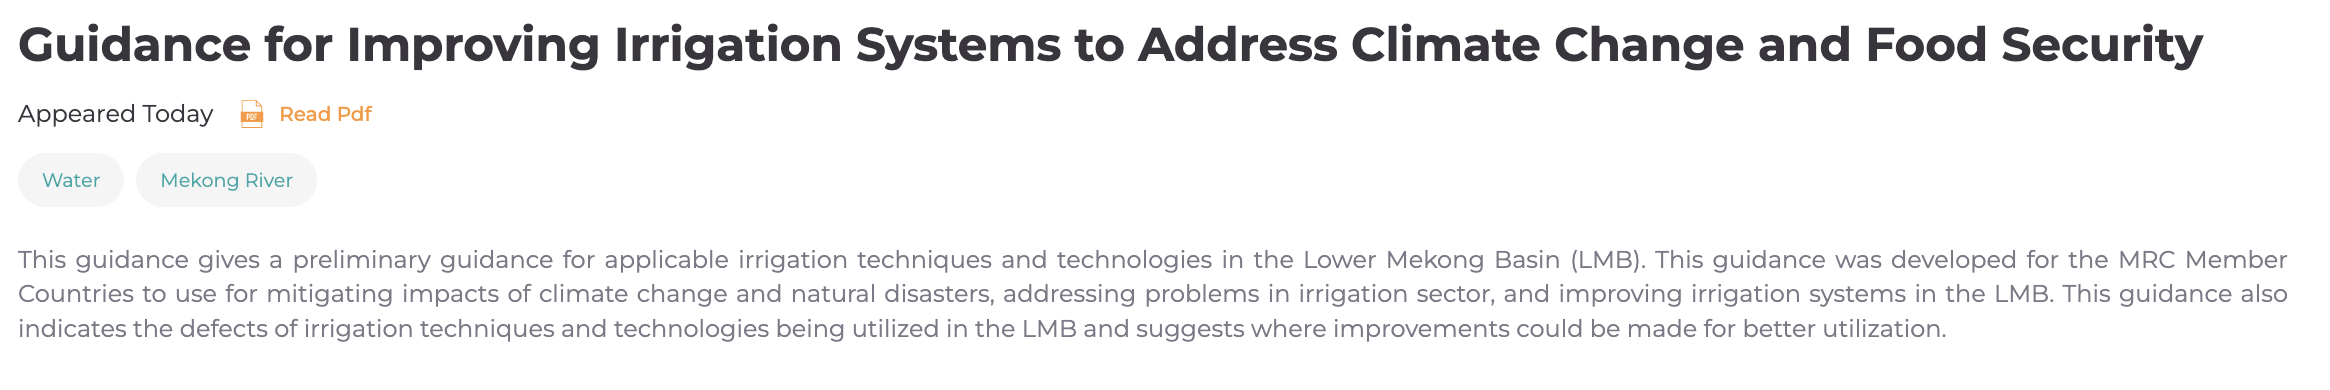 Guidance for Improving Irrigation Systems to Address Climate Change and Food Security
Appeared Today PDF Read Pdf
Water Mekong River
This guidance gives a preliminary guidance for applicable irrigation techniques and technologies in the Lower Mekong Basin (LMB). This guidance was developed for the MRC Member
Countries to use for mitigating impacts of climate change and natural disasters, addressing problems in irrigation sector, and improving irrigation systems in the LMB. This guidance also
indicates the defects of irrigation techniques and technologies being utilized in the LMB and suggests where improvements could be made for better utilization.